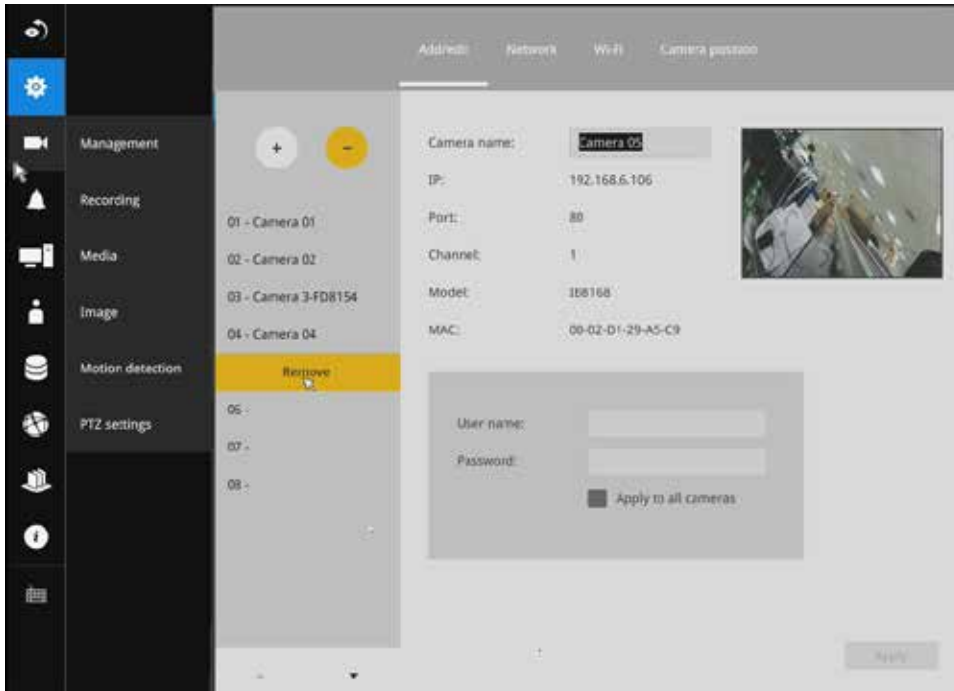 Add/edit Network Wi-Fi Camera position
Management
Recording
Media
Image
Motion detection
PTZ settings
+ -
01 - Camera 01
02 - Camera 02
03 - Camera 3-FD8154
04 - Camera 04
Remove
06 -
07 -
08 -
Camera name: Camera 05
IP: 192.168.6.106
Port: 80
Channel: 1
Model: IB8168
MAC: 00-02-D1-29-A5-C9
User name:
Password:
Apply to all cameras
Apply